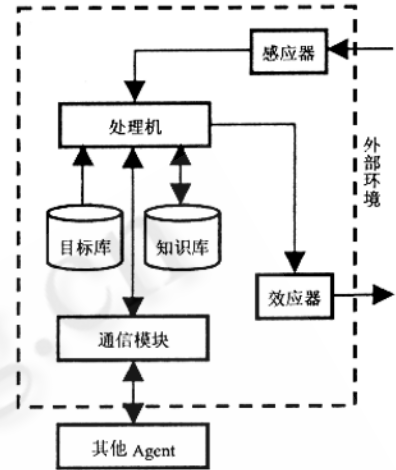 感应器
处理机
外部环境
目标库
知识库
效应器
通信模块
其他 Agent